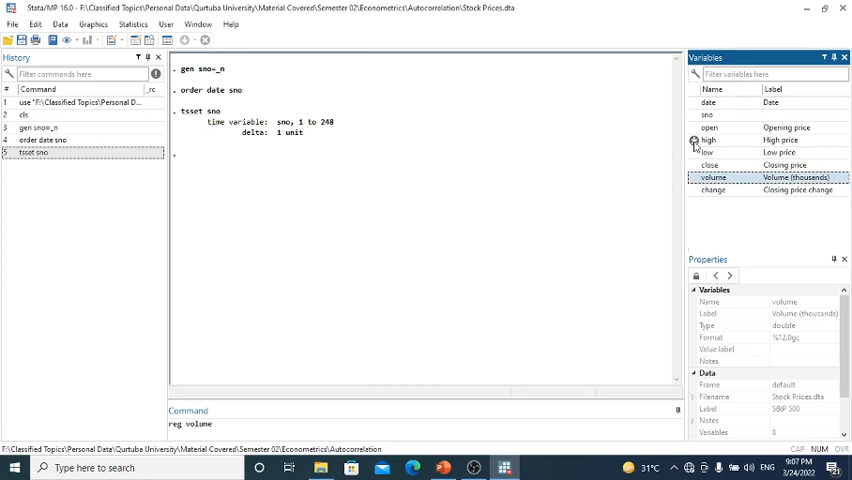 Stata/MP 16.0 - F:\Classified Topics\Personal Data\Qurtuba University\Material Covered\Semester 02\Econometrics\Autocorrelation\Stock Prices.dta
File Edit Data Graphics Statistics User Window Help
History
Filter commands here
# Command _rc
1 use "F:\Classified Topics\Personal D...
2 cls
3 gen sno=_n
4 order date sno
5 tsset sno
. gen sno=_n
. order date sno
. tsset sno
time variable: sno, 1 to 248
delta: 1 unit
.
Command
reg volume
Variables
Filter variables here
Name Label
date Date
sno
open Opening price
high High price
low Low price
close Closing price
volume Volume (thousands)
change Closing price change
Properties
Variables
Name volume
Label Volume (thousands)
Type double
Format %12.0gc
Value label
Notes
Data
Frame default
Filename Stock Prices.dta
Label S&P 500
Notes
Variables 8
F:\Classified Topics\Personal Data\Qurtuba University\Material Covered\Semester 02\Econometrics\Autocorrelation
CAP NUM OVR
Type here to search
31°C
ENG
9:07 PM
3/24/2022
21